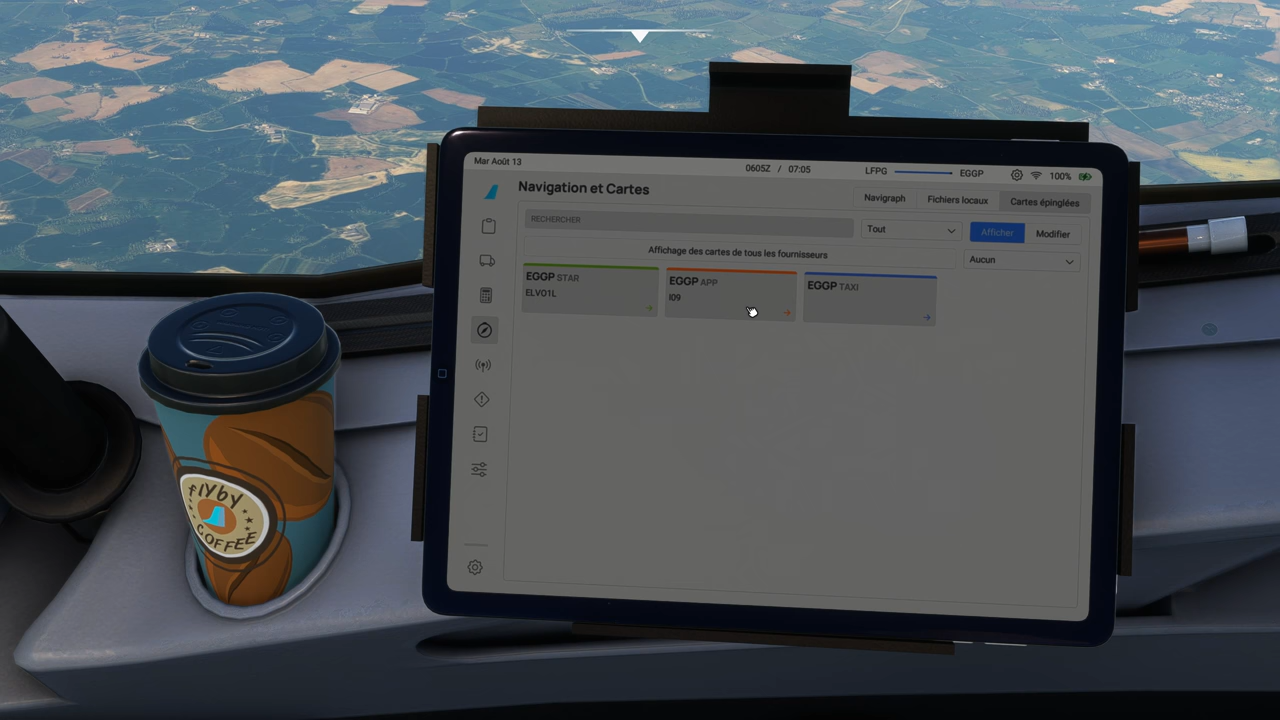 Mar Août 13
0605Z / 07:05
LFPG EGGP
100%
Navigation et Cartes
Navigraph
Fichiers locaux
Cartes épinglées
RECHERCHER
Tout
Afficher
Modifier
Affichage des cartes de tous les fournisseurs
Aucun
EGGP STAR
ELVO1L
EGGP APP
I09
EGGP TAXI
flyby
COFFEE